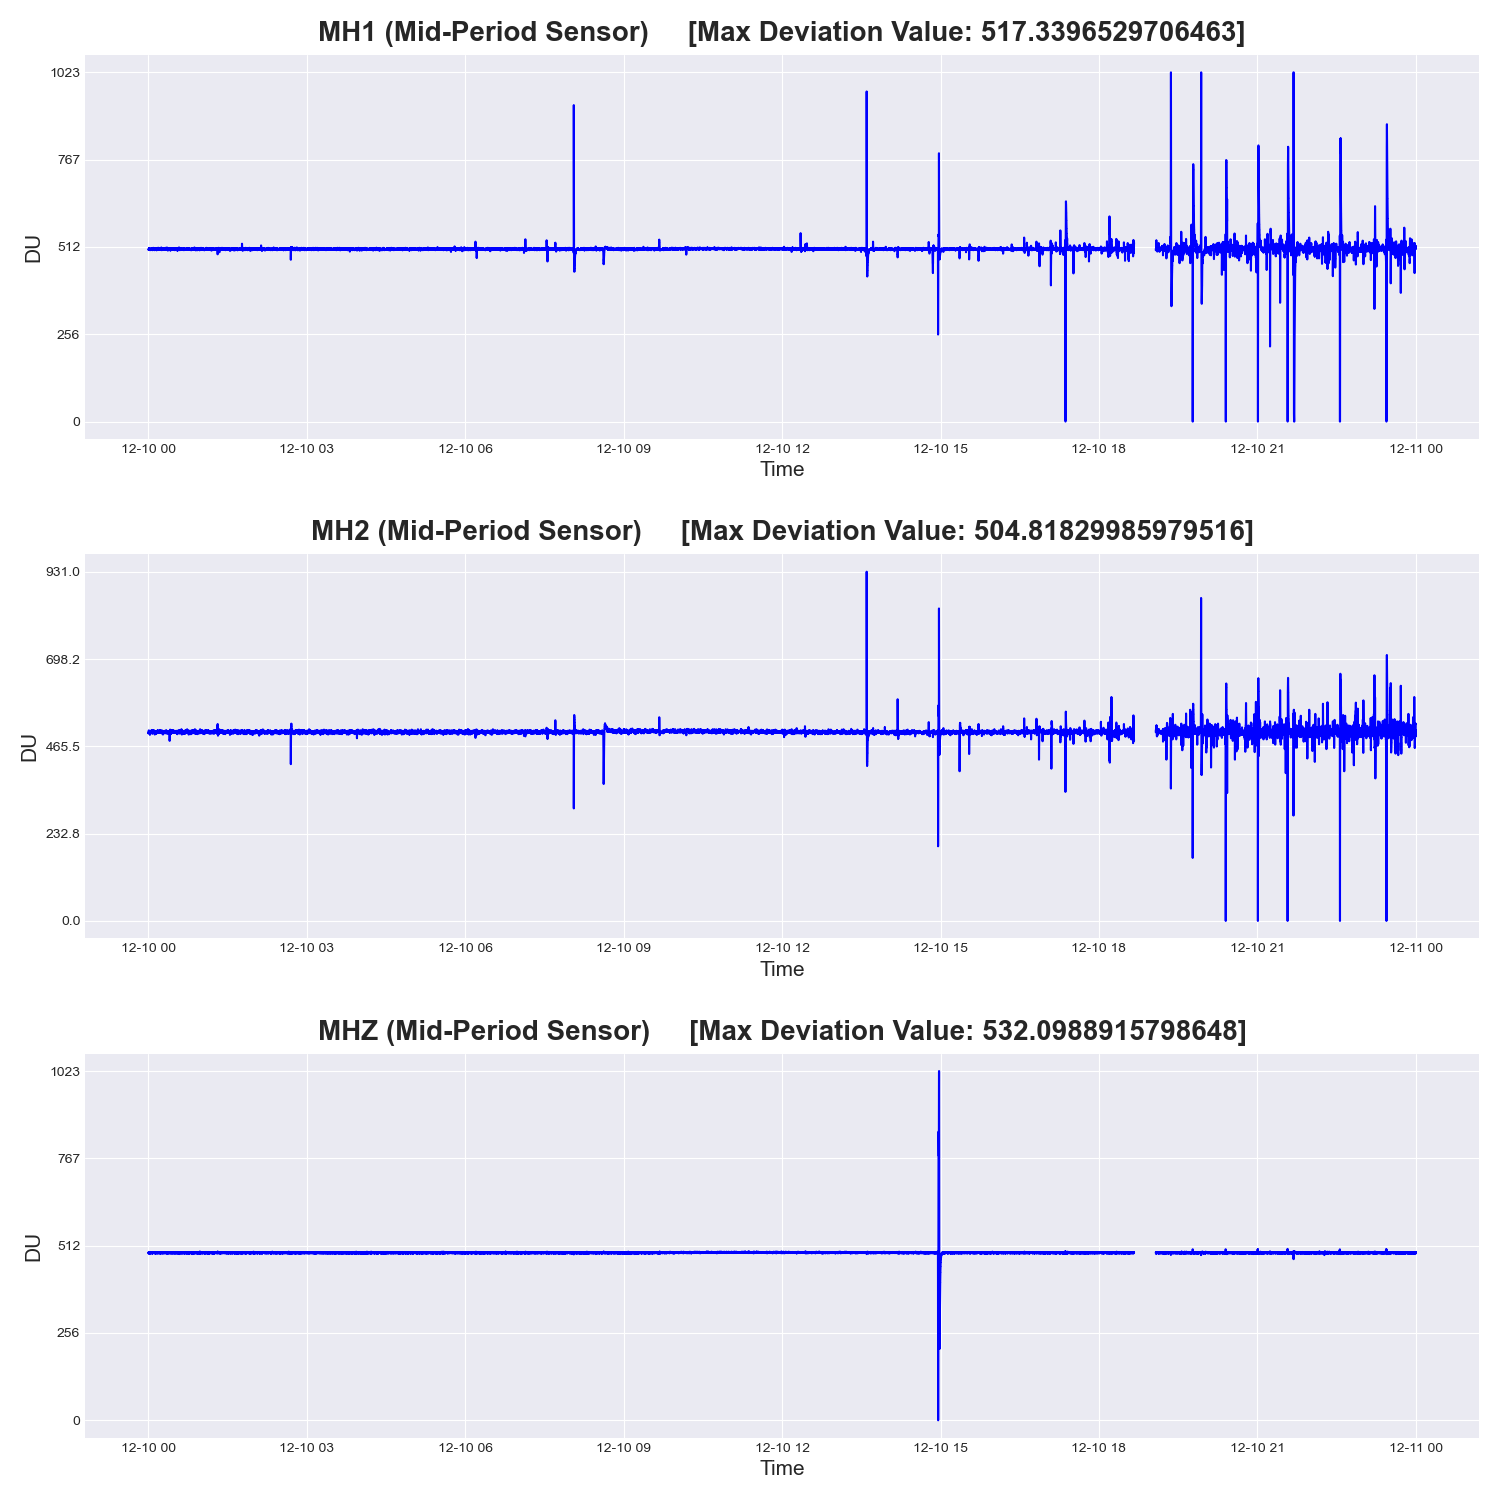 MH1 (Mid-Period Sensor) [Max Deviation Value: 517.3396529706463]
1023
767
512
256
0
DU
12-10 00 12-10 03 12-10 06 12-10 09 12-10 12 12-10 15 12-10 18 12-10 21 12-11 00
Time
MH2 (Mid-Period Sensor) [Max Deviation Value: 504.81829985979516]
931.0
698.2
465.5
232.8
0.0
DU
12-10 00 12-10 03 12-10 06 12-10 09 12-10 12 12-10 15 12-10 18 12-10 21 12-11 00
Time
MHZ (Mid-Period Sensor) [Max Deviation Value: 532.0988915798648]
1023
767
512
256
0
DU
12-10 00 12-10 03 12-10 06 12-10 09 12-10 12 12-10 15 12-10 18 12-10 21 12-11 00
Time